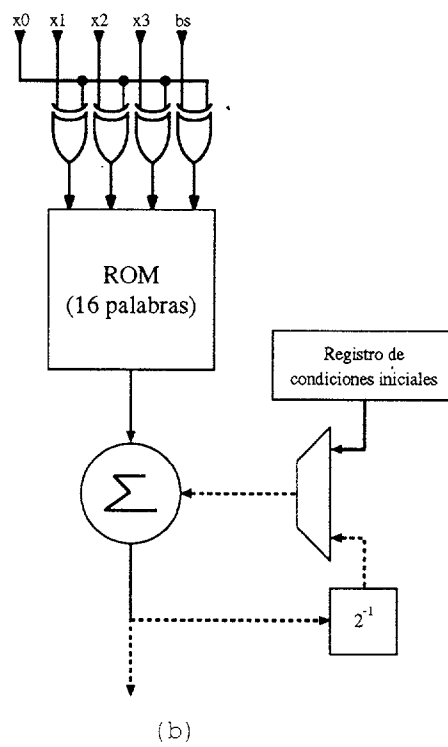 x0 x1 x2 x3 bs
ROM
(16 palabras)
Registro de
condiciones iniciales
Σ
2⁻¹
(b)